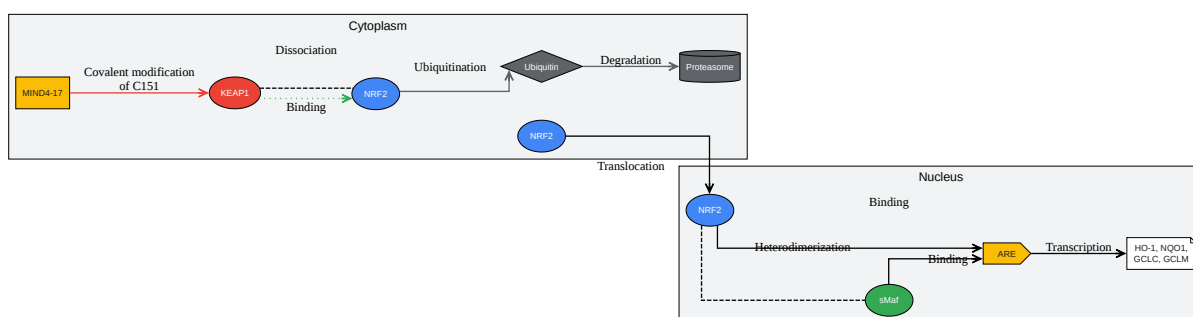 Cytoplasm
Dissociation
Covalent modification
of C151
Ubiquitination
Degradation
MIND4-17
KEAP1
NRF2
Ubiquitin
Proteasome
Binding
NRF2
Translocation
Nucleus
NRF2
Binding
Heterodimerization
Binding
ARE
Transcription
HO-1, NQO1,
GCLC, GCLM
sMaf